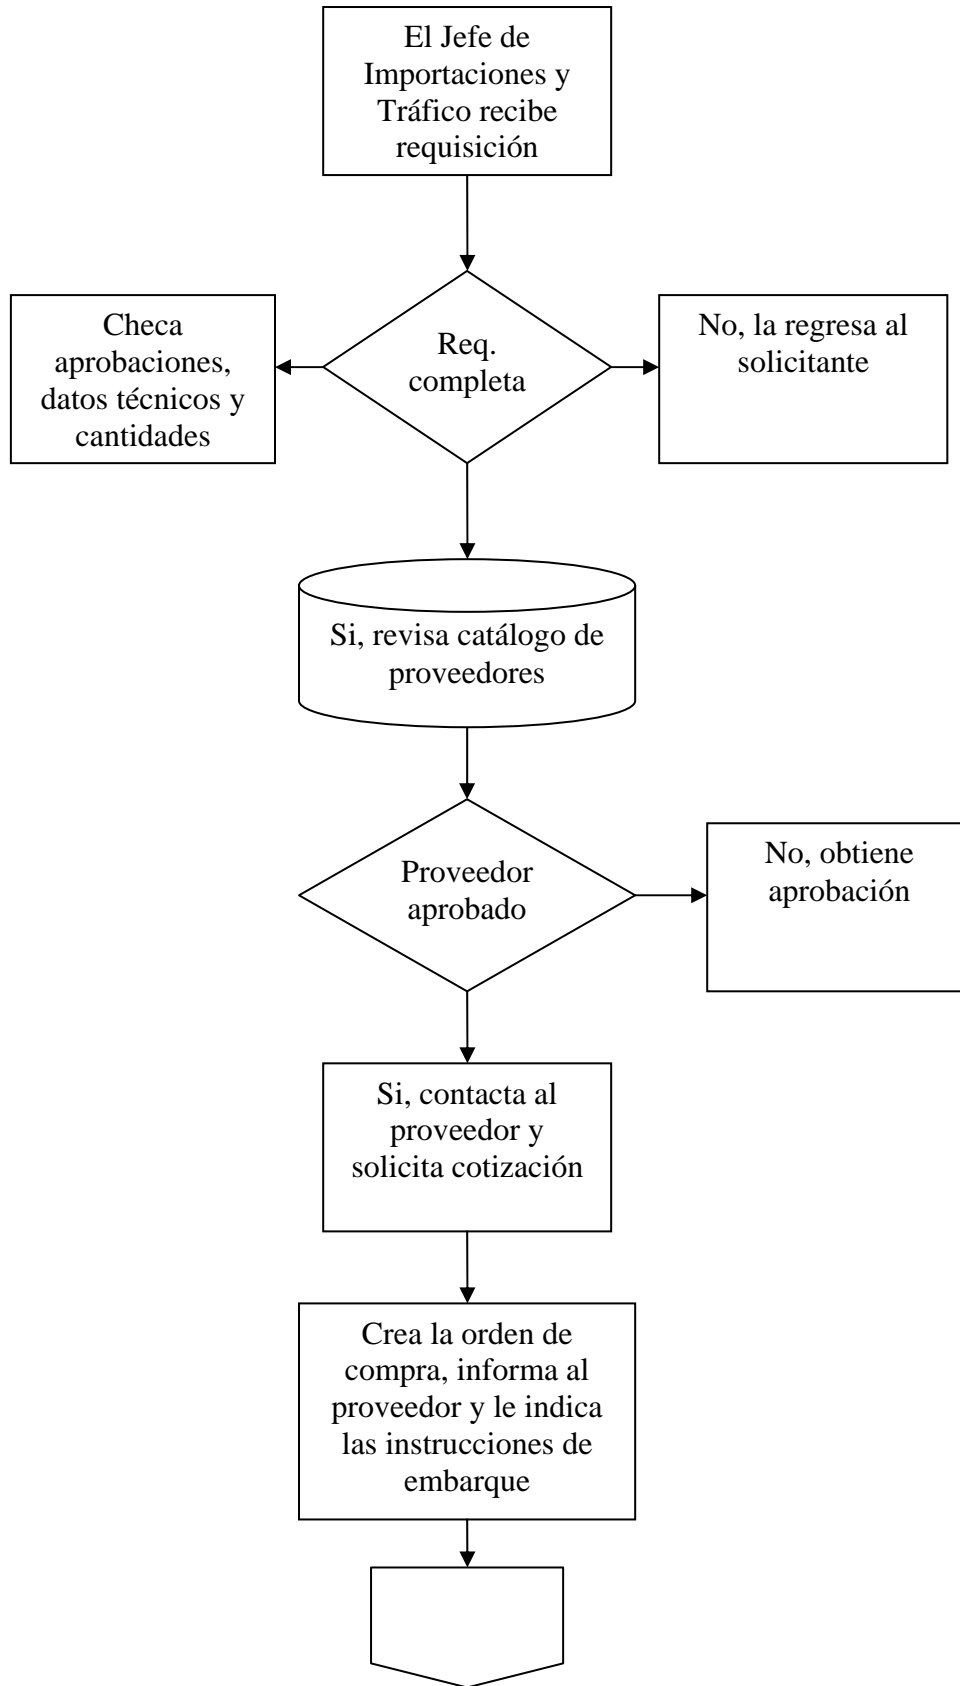 El Jefe de
Importaciones y
Tráfico recibe
requisición
Checa
aprobaciones,
datos técnicos y
cantidades
Req.
completa
No, la regresa al
solicitante
Si, revisa catálogo de
proveedores
Proveedor
aprobado
No, obtiene
aprobación
Si, contacta al
proveedor y
solicita cotización
Crea la orden de
compra, informa al
proveedor y le indica
las instrucciones de
embarque